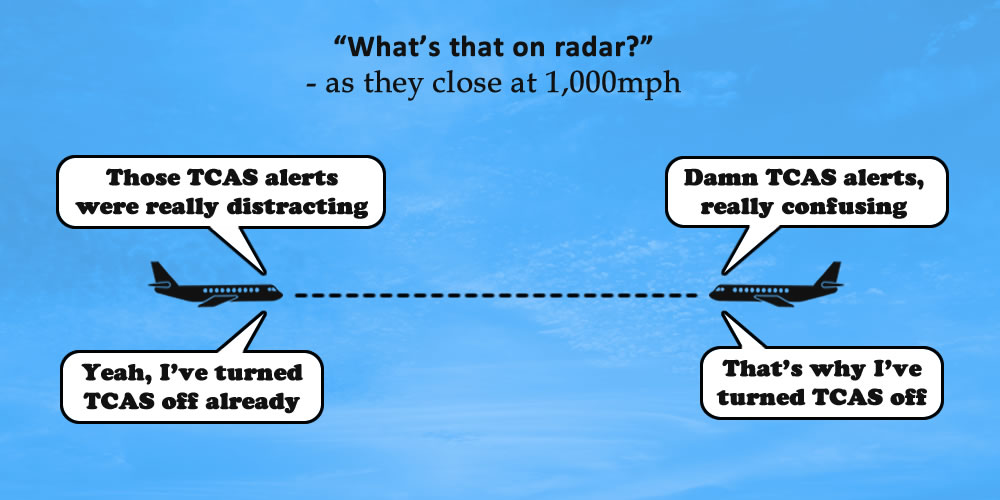 “What’s that on radar?”
- as they close at 1,000mph
Those TCAS alerts
were really distracting
Damn TCAS alerts,
really confusing
Yeah, I’ve turned
TCAS off already
That’s why I’ve
turned TCAS off